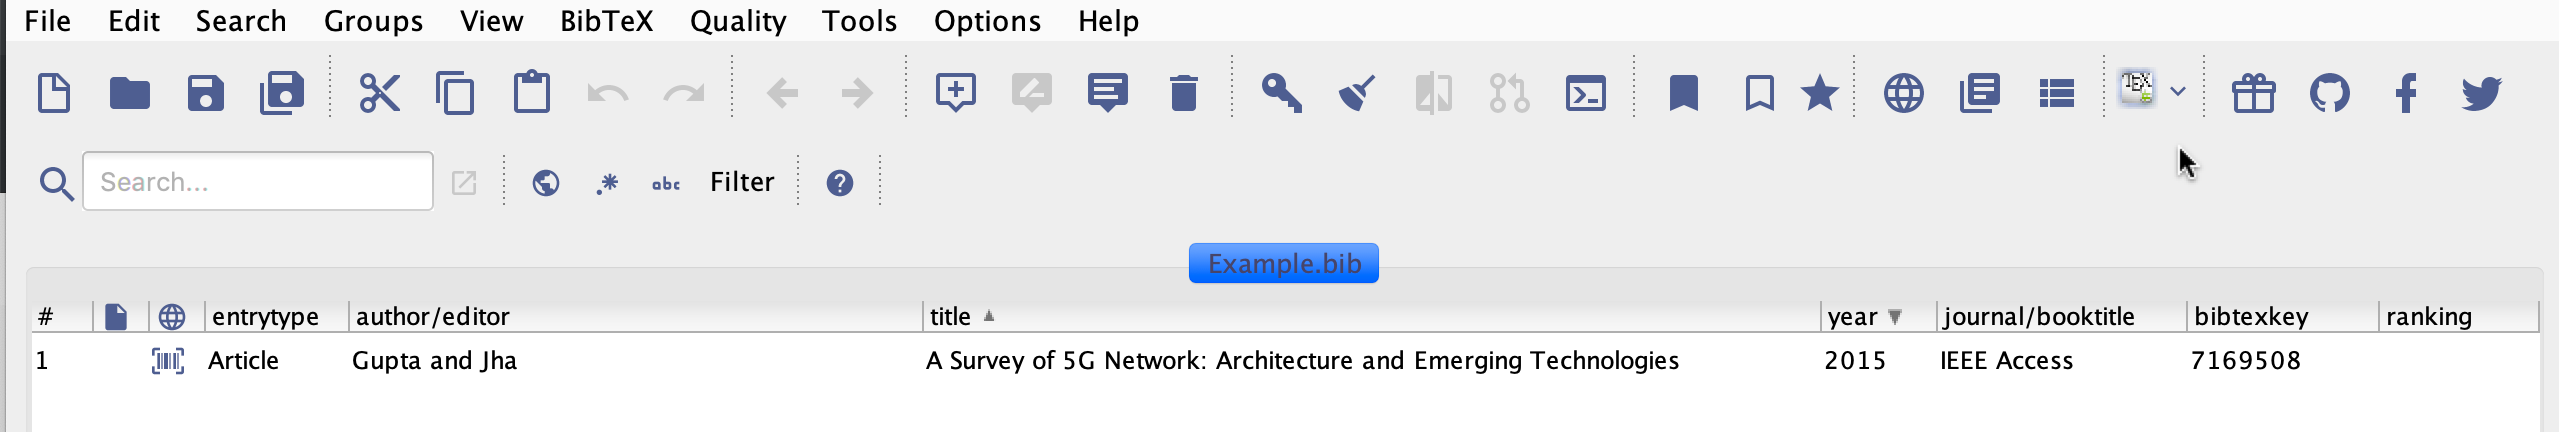 File Edit Search Groups View BibTeX Quality Tools Options Help
TEX
Search... .* abc Filter ?
Example.bib
# entrytype author/editor title year journal/booktitle bibtexkey ranking
1 Article Gupta and Jha A Survey of 5G Network: Architecture and Emerging Technologies 2015 IEEE Access 7169508